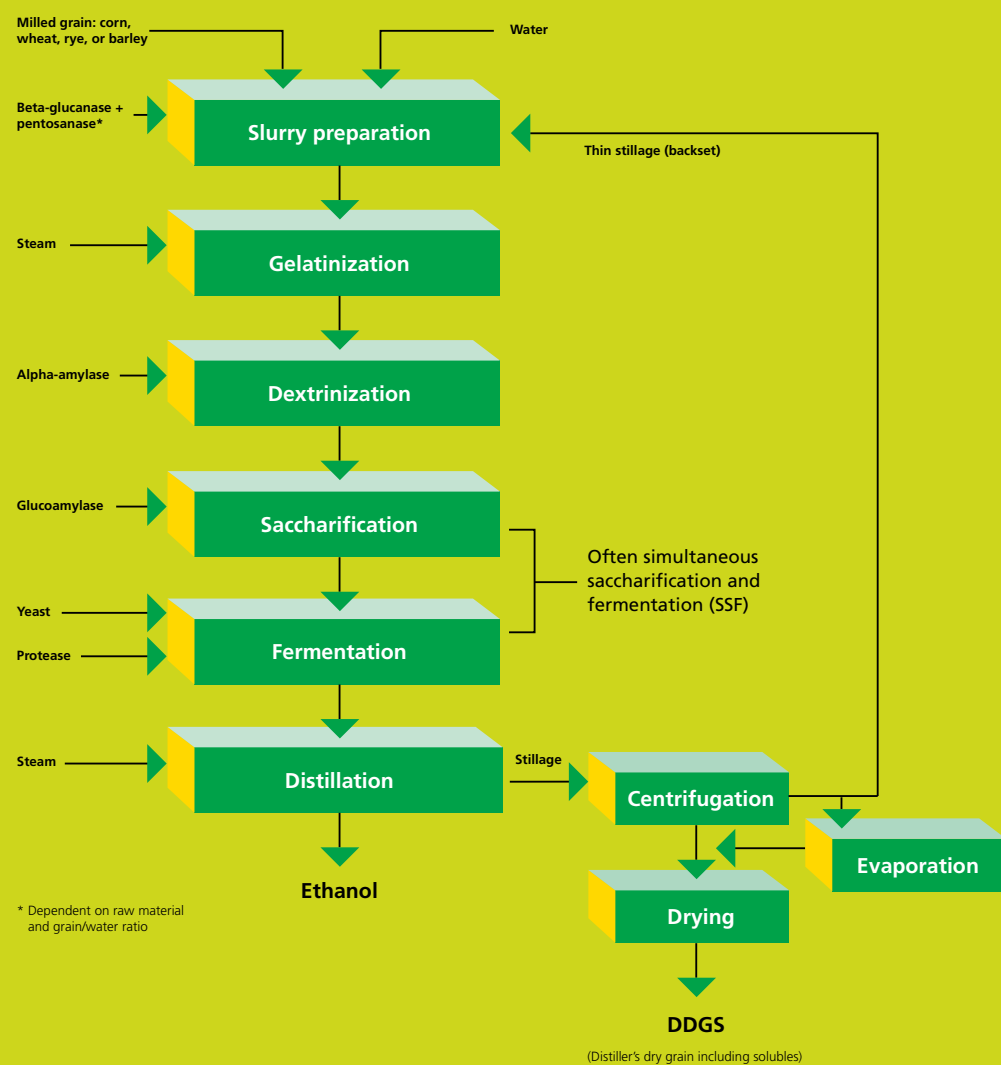 Milled grain: corn,
wheat, rye, or barley
Water
Beta-glucanase +
pentosanase*
Slurry preparation
Thin stillage (backset)
Steam
Gelatinization
Alpha-amylase
Dextrinization
Glucoamylase
Saccharification
Often simultaneous
saccharification and
fermentation (SSF)
Yeast
Protease
Fermentation
Steam
Distillation
Stillage
Centrifugation
Evaporation
Ethanol
Drying
* Dependent on raw material
and grain/water ratio
DDGS
(Distiller's dry grain including solubles)